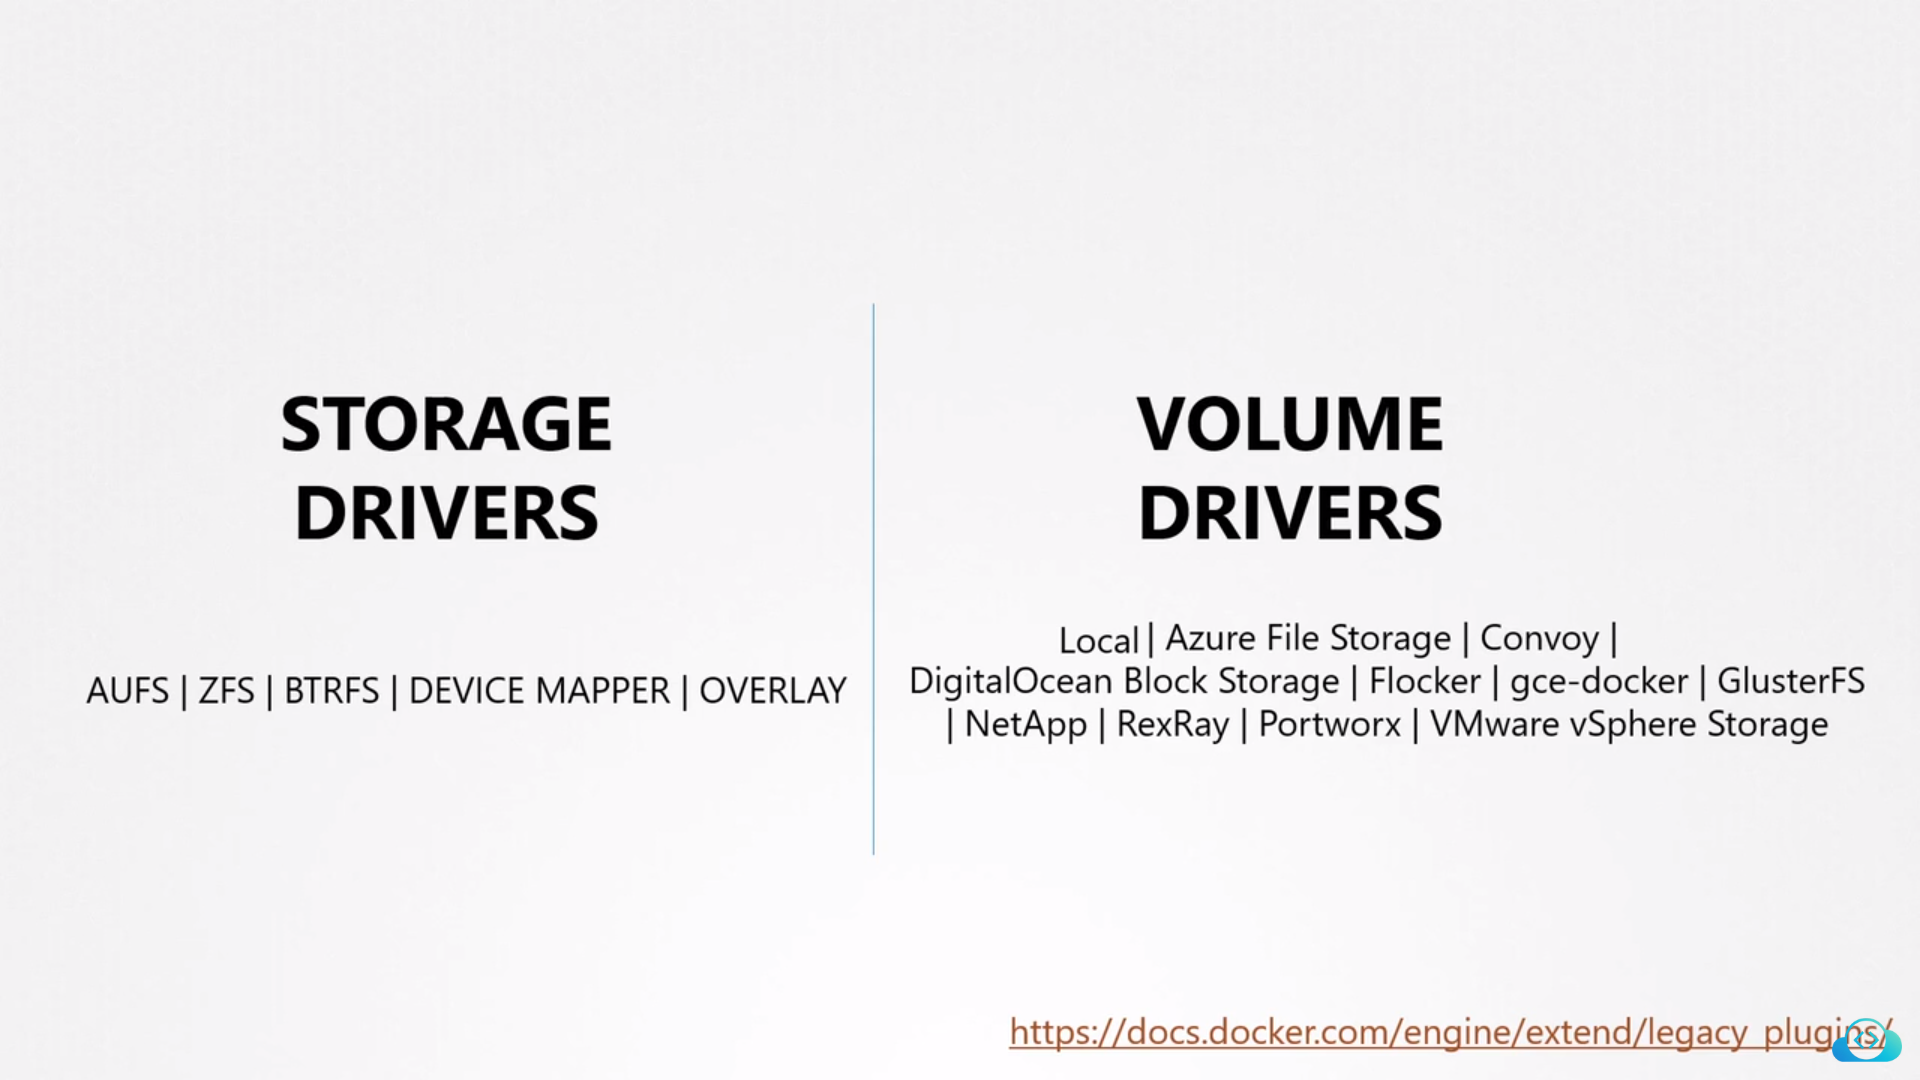 STORAGE
DRIVERS
AUFS | ZFS | BTRFS | DEVICE MAPPER | OVERLAY
VOLUME
DRIVERS
Local | Azure File Storage | Convoy |
DigitalOcean Block Storage | Flocker | gce-docker | GlusterFS
| NetApp | RexRay | Portworx | VMware vSphere Storage
https://docs.docker.com/engine/extend/legacy_plugins/